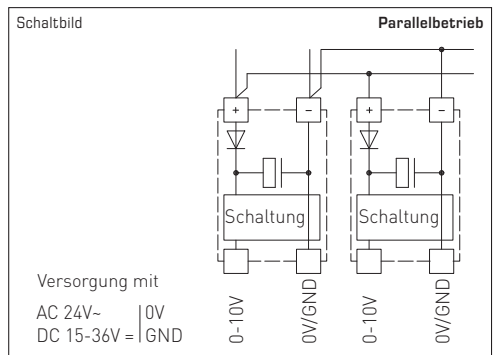 Schaltbild
Parallelbetrieb
+ − + −
Schaltung Schaltung
Versorgung mit
AC 24V~ 0V
DC 15-36V = GND
0-10V
0V/GND
0-10V
0V/GND